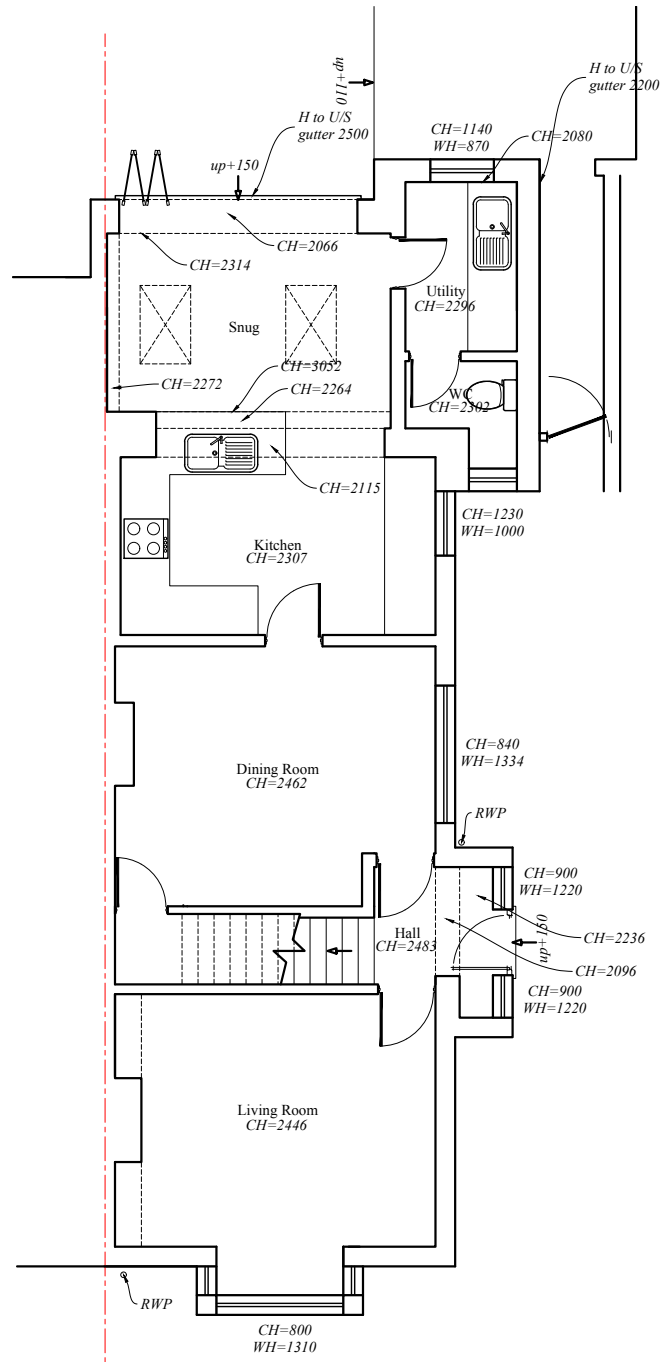 H to U/S
gutter 2200
up+110
H to U/S
gutter 2500
CH=1140
WH=870
CH=2080
up+150
CH=2066
CH=2314
Utility
CH=2296
Snug
CH=3052
CH=2272
CH=2264
WC
CH=2302
CH=2115
CH=1230
WH=1000
Kitchen
CH=2307
CH=840
WH=1334
Dining Room
CH=2462
RWP
CH=900
WH=1220
Hall
CH=2483
up+150
CH=2236
CH=2096
CH=900
WH=1220
Living Room
CH=2446
RWP
CH=800
WH=1310